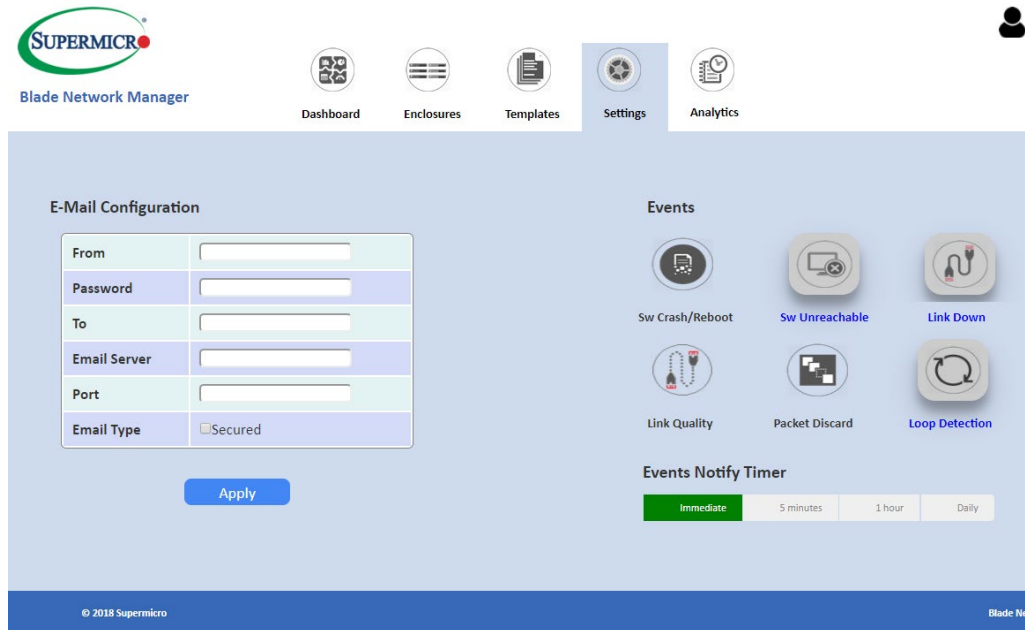 SUPERMICR
Blade Network Manager
Dashboard
Enclosures
Templates
Settings
Analytics
E-Mail Configuration
From
Password
To
Email Server
Port
Email Type
Secured
Apply
Events
Sw Crash/Reboot
Sw Unreachable
Link Down
Link Quality
Packet Discard
Loop Detection
Events Notify Timer
Immediate
5 minutes
1 hour
Daily
© 2018 Supermicro
Blade Ne